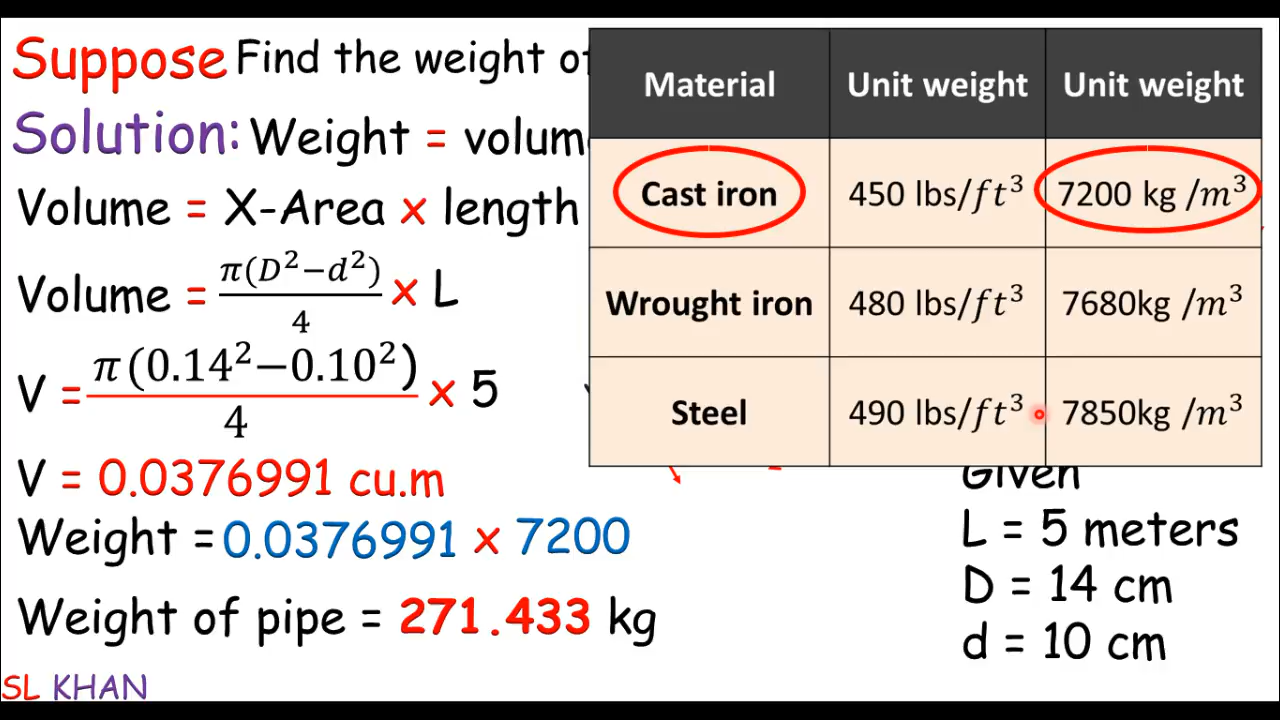 Suppose Find the weight of
Solution: Weight = volum
Volume = X-Area x length
Volume = π(D²−d²)/4 x L
V = π(0.14²−0.10²)/4 x 5
V = 0.0376991 cu.m
Weight = 0.0376991 x 7200
Weight of pipe = 271.433 kg
SL KHAN
Material Unit weight Unit weight
Cast iron 450 lbs/ft³ 7200 kg /m³
Wrought iron 480 lbs/ft³ 7680kg /m³
Steel 490 lbs/ft³ 7850kg /m³
Given
L = 5 meters
D = 14 cm
d = 10 cm